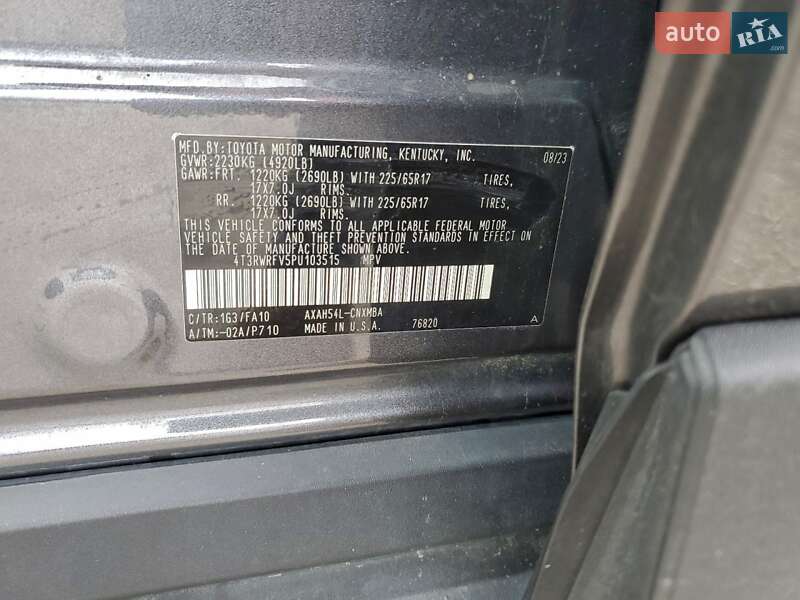 auto RIA
.com
MFD.BY:TOYOTA MOTOR MANUFACTURING, KENTUCKY, INC. 08/23
GVWR:2230KG (4920LB)
GAWR:FRT. 1220KG (2690LB) WITH 225/65R17 TIRES,
17X7.0J RIMS.
RR. 1220KG (2690LB) WITH 225/65R17 TIRES,
17X7.0J RIMS.
THIS VEHICLE CONFORMS TO ALL APPLICABLE FEDERAL MOTOR
VEHICLE SAFETY AND THEFT PREVENTION STANDARDS IN EFFECT
ON THE DATE OF MANUFACTURE SHOWN ABOVE.
4T3RWRFV5PU103515 MPV
C/TR:1G3/FA10 AXAH54L-CNXMBA
A/TM:-02A/P710 MADE IN U.S.A. 76820 A